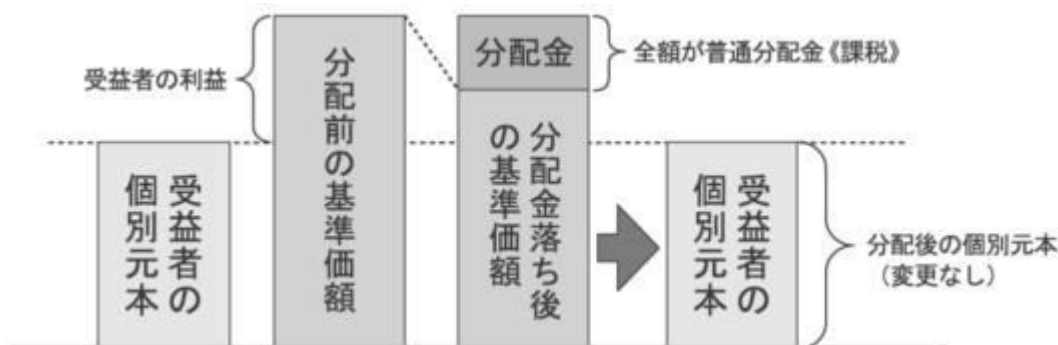 受益者の利益
受益者の
個別元本
分配前の基準価額
分配金
全額が普通分配金《課税》
分配金落ち後
の基準価額
受益者の
個別元本
分配後の個別元本
（変更なし）